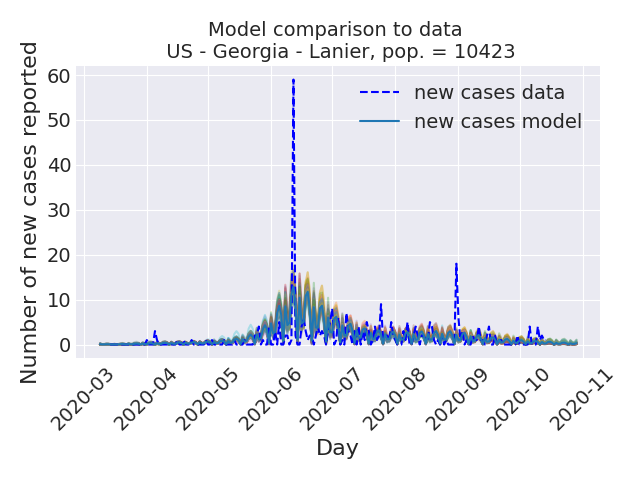 Model comparison to data
US - Georgia - Lanier, pop. = 10423
Number of new cases reported
60
50
40
30
20
10
0
new cases data
new cases model
2020-03
2020-04
2020-05
2020-06
2020-07
2020-08
2020-09
2020-10
2020-11
Day